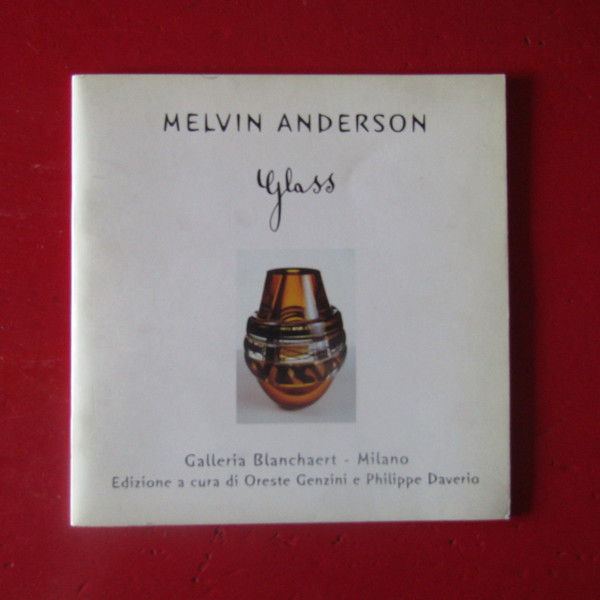 MELVIN ANDERSON
Glass
Galleria Blanchaert - Milano
Edizione a cura di Oreste Genzini e Philippe Daverio